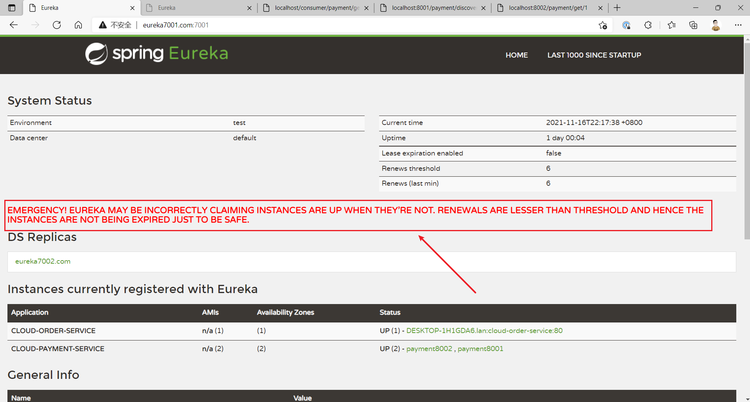 Eureka
Eureka
localhost/consumer/payment/ge
localhost:8001/payment/discove
localhost:8002/payment/get/1
不安全 | eureka7001.com:7001
spring Eureka
HOME LAST 1000 SINCE STARTUP
System Status
Environment test
Data center default
Current time 2021-11-16T22:17:38 +0800
Uptime 1 day 00:04
Lease expiration enabled false
Renews threshold 6
Renews (last min) 6
EMERGENCY! EUREKA MAY BE INCORRECTLY CLAIMING INSTANCES ARE UP WHEN THEY'RE NOT. RENEWALS ARE LESSER THAN THRESHOLD AND HENCE THE
INSTANCES ARE NOT BEING EXPIRED JUST TO BE SAFE.
DS Replicas
eureka7002.com
Instances currently registered with Eureka
Application AMIs Availability Zones Status
CLOUD-ORDER-SERVICE n/a (1) (1) UP (1) - DESKTOP-1H1GDA6.lan:cloud-order-service:80
CLOUD-PAYMENT-SERVICE n/a (2) (2) UP (2) - payment8002 , payment8001
General Info
Name Value